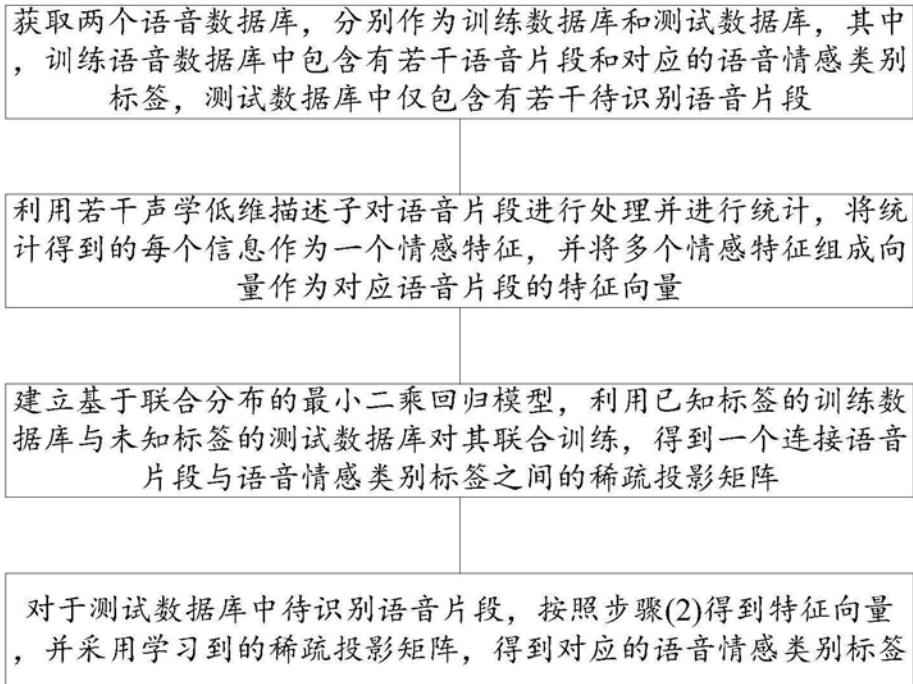 获取两个语音数据库，分别作为训练数据库和测试数据库，其中
，训练语音数据库中包含有若干语音片段和对应的语音情感类别
标签，测试数据库中仅包含有若干待识别语音片段
利用若干声学低维描述子对语音片段进行处理并进行统计，将统
计得到的每个信息作为一个情感特征，并将多个情感特征组成向
量作为对应语音片段的特征向量
建立基于联合分布的最小二乘回归模型，利用已知标签的训练数
据库与未知标签的测试数据库对其联合训练，得到一个连接语音
片段与语音情感类别标签之间的稀疏投影矩阵
对于测试数据库中待识别语音片段，按照步骤(2)得到特征向量
，并采用学习到的稀疏投影矩阵，得到对应的语音情感类别标签